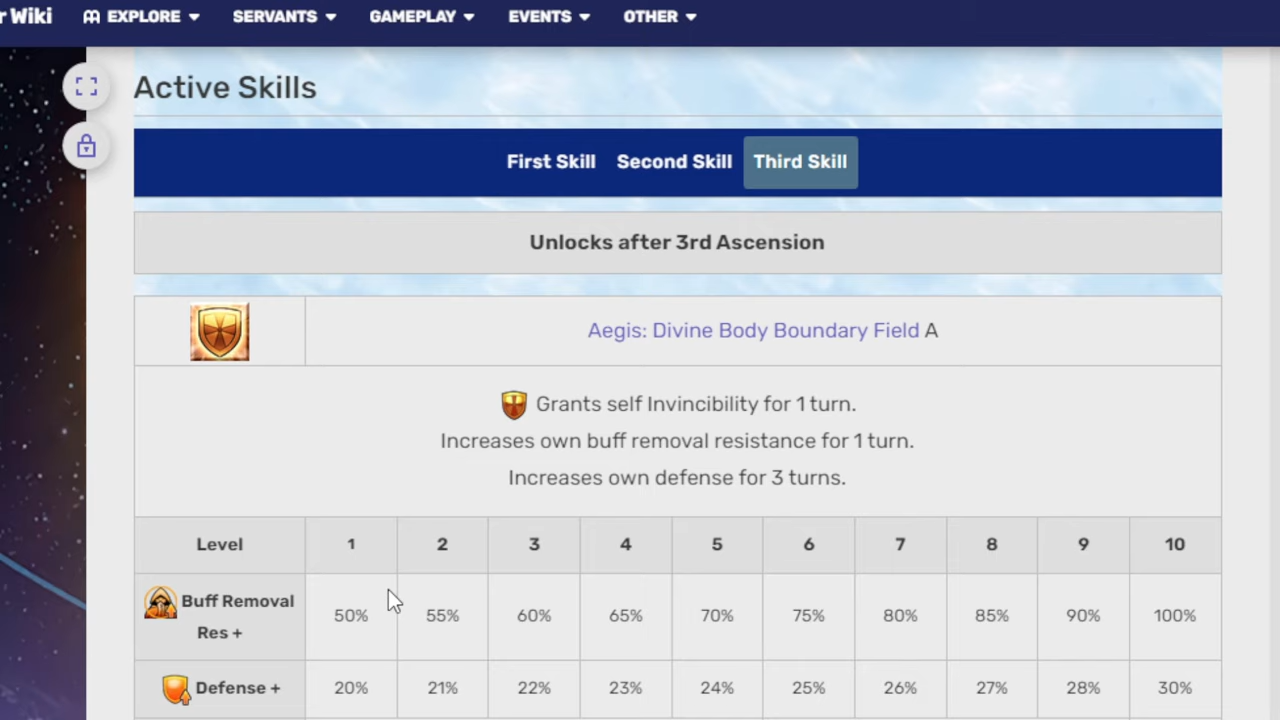 r Wiki EXPLORE SERVANTS GAMEPLAY EVENTS OTHER
Active Skills
First Skill Second Skill Third Skill
Unlocks after 3rd Ascension
Aegis: Divine Body Boundary Field A
Grants self Invincibility for 1 turn.
Increases own buff removal resistance for 1 turn.
Increases own defense for 3 turns.
Level 1 2 3 4 5 6 7 8 9 10
Buff Removal
Res + 50% 55% 60% 65% 70% 75% 80% 85% 90% 100%
Defense + 20% 21% 22% 23% 24% 25% 26% 27% 28% 30%